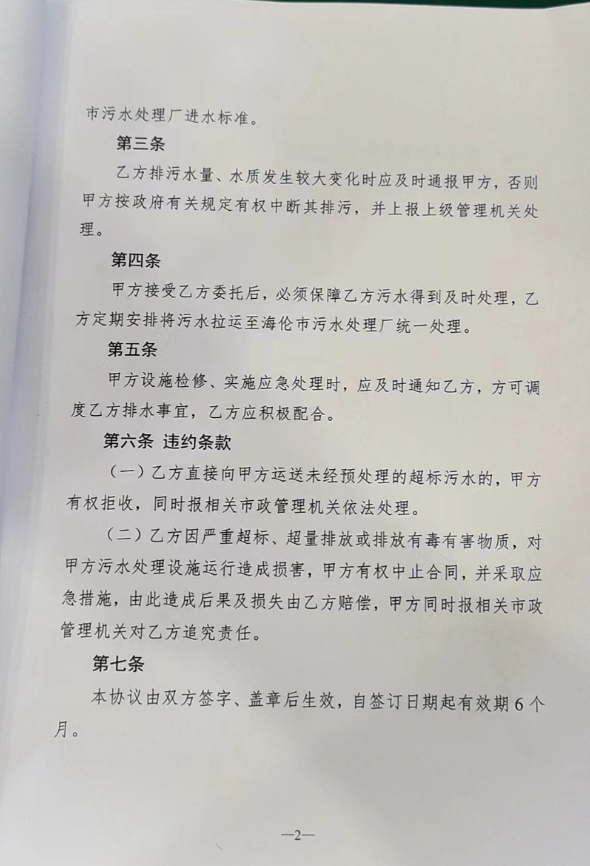 市污水处理厂进水标准。
第三条
乙方排污水量、水质发生较大变化时应及时通报甲方，否则
甲方按政府有关规定有权中断其排污，并上报上级管理机关处
理。
第四条
甲方接受乙方委托后，必须保障乙方污水得到及时处理，乙
方定期安排将污水拉运至海伦市污水处理厂统一处理。
第五条
甲方设施检修、实施应急处理时，应及时通知乙方，方可调
度乙方排水事宜，乙方应积极配合。
第六条 违约条款
（一）乙方直接向甲方运送未经预处理的超标污水的，甲方
有权拒收，同时报相关市政管理机关依法处理。
（二）乙方因严重超标、超量排放或排放有毒有害物质，对
甲方污水处理设施运行造成损害，甲方有权中止合同，并采取应
急措施，由此造成后果及损失由乙方赔偿，甲方同时报相关市政
管理机关对乙方追究责任。
第七条
本协议由双方签字、盖章后生效，自签订日期起有效期 6 个
月。
—2—